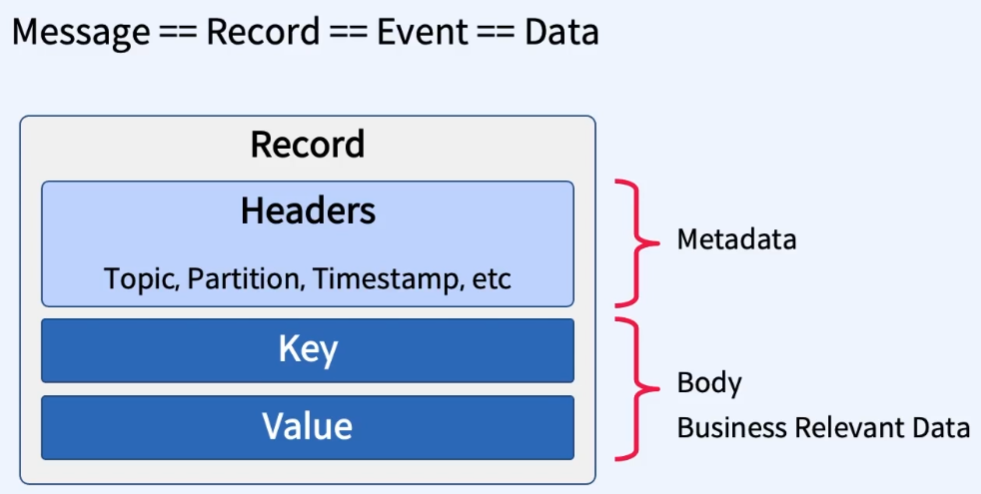 Message == Record == Event == Data
Record
Headers
Topic, Partition, Timestamp, etc
Metadata
Key
Value
Body
Business Relevant Data